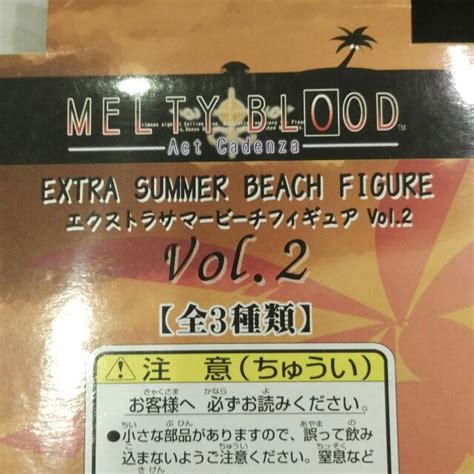 MELTY BLOOD™
Act Cadenza
EXTRA SUMMER BEACH FIGURE
エクストラサマービーチフィギュア Vol.2
Vol.2
【全3種類】
注 意(ちゅうい)
お客様へ 必ずお読みください。
●小さな部品がありますので、誤って飲み
込まないようご注意ください。窒息など